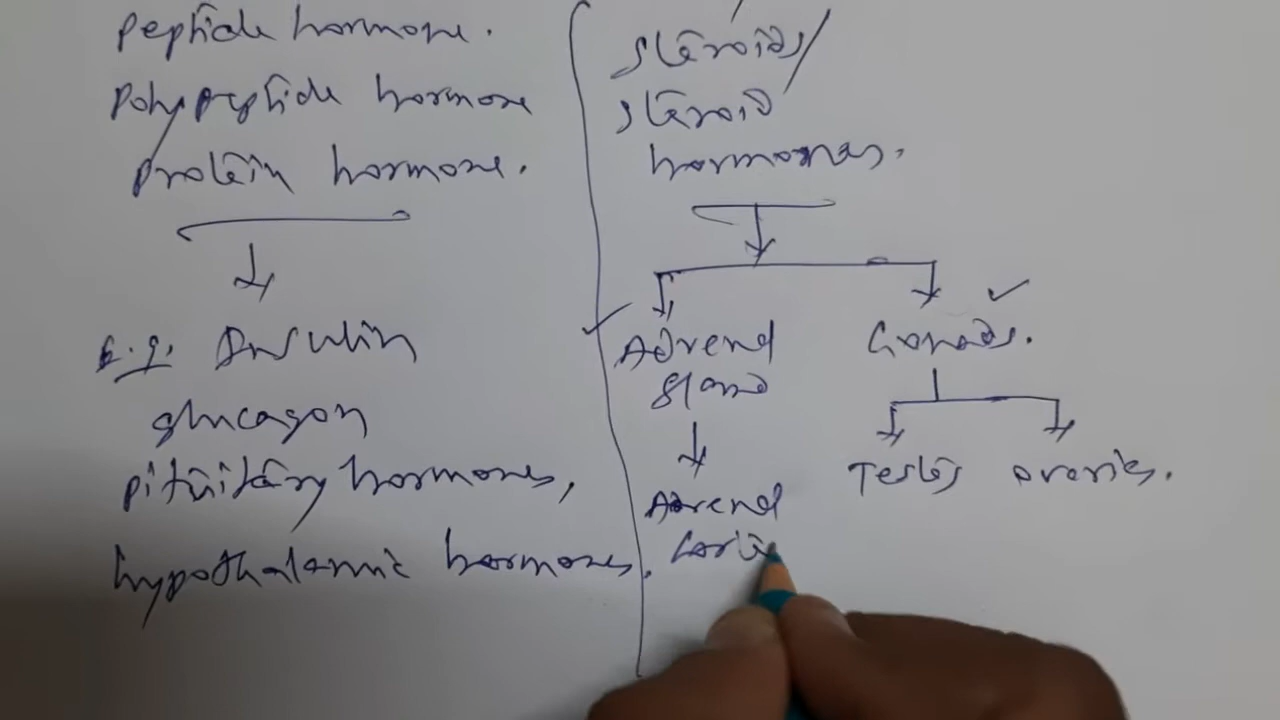 Peptide hormone.
Polypeptide hormone
Protein hormone.
E.g. Insulin
glucagon
pituitary hormones,
hypothalamic hormones.
steroids/
steroid
hormones.
Adrenal
gland
Adrenal
Gonads.
Testes ovaries.